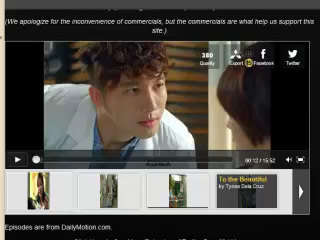 (We apologize for the inconvenience of commercials, but the commercials are what help us support this
site.)
380
Quality
Export
Facebook
Twitter
00:12 / 15:52
To the Beautiful
by Tynee Dela Cruz
Episodes are from DailyMotion.com.